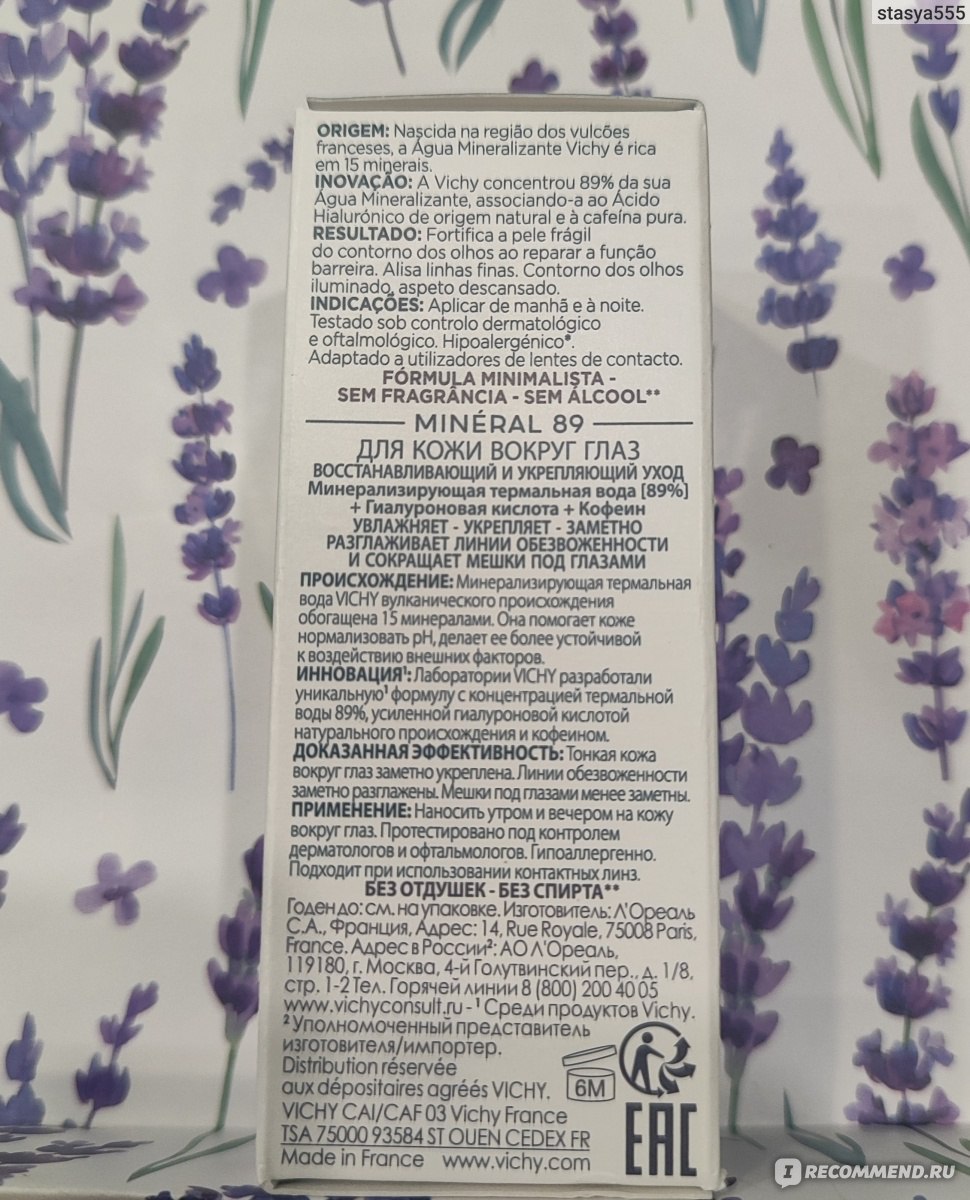 stasya555
ORIGEM: Nascida na região dos vulcões
franceses, a Água Mineralizante Vichy é rica
em 15 minerais.
INOVAÇÃO: A Vichy concentrou 89% da sua
Água Mineralizante, associando-a ao Ácido
Hialurónico de origem natural e à cafeína pura.
RESULTADO: Fortifica a pele frágil
do contorno dos olhos ao reparar a função
barreira. Alisa linhas finas. Contorno dos olhos
iluminado, aspeto descansado.
INDICAÇÕES: Aplicar de manhã e à noite.
Testado sob controlo dermatológico
e oftalmológico. Hipoalergénico*.
Adaptado a utilizadores de lentes de contacto.
FÓRMULA MINIMALISTA -
SEM FRAGRÂNCIA - SEM ÁLCOOL**
MINÉRAL 89
ДЛЯ КОЖИ ВОКРУГ ГЛАЗ
ВОССТАНАВЛИВАЮЩИЙ И УКРЕПЛЯЮЩИЙ УХОД
Минерализирующая термальная вода [89%]
+ Гиалуроновая кислота + Кофеин
УВЛАЖНЯЕТ - УКРЕПЛЯЕТ - ЗАМЕТНО
РАЗГЛАЖИВАЕТ ЛИНИИ ОБЕЗВОЖЕННОСТИ
И СОКРАЩАЕТ МЕШКИ ПОД ГЛАЗАМИ
ПРОИСХОЖДЕНИЕ: Минерализирующая термальная
вода VICHY вулканического происхождения
обогащена 15 минералами. Она помогает коже
нормализовать pH, делает ее более устойчивой
к воздействию внешних факторов.
ИННОВАЦИЯ¹: Лаборатории VICHY разработали
уникальную¹ формулу с концентрацией термальной
воды 89%, усиленной гиалуроновой кислотой
натурального происхождения и кофеином.
ДОКАЗАННАЯ ЭФФЕКТИВНОСТЬ: Тонкая кожа
вокруг глаз заметно укреплена. Линии обезвоженности
заметно разглажены. Мешки под глазами менее заметны.
ПРИМЕНЕНИЕ: Наносить утром и вечером на кожу
вокруг глаз. Протестировано под контролем
дерматологов и офтальмологов. Гипоаллергенно.
Подходит при использовании контактных линз.
БЕЗ ОТДУШЕК - БЕЗ СПИРТА**
Годен до: см. на упаковке. Изготовитель: Л'Ореаль
С.А., Франция, Адрес: 14, Rue Royale, 75008 Paris,
France. Адрес в России²: АО Л'Ореаль,
119180, г. Москва, 4-й Голутвинский пер., д. 1/8,
стр. 1-2 Тел. Горячей линии 8 (800) 200 40 05
www.vichyconsult.ru - ¹ Среди продуктов Vichy.
² Уполномоченный представитель
изготовителя/импортер.
Distribution réservée
aux dépositaires agréés VICHY.
6M
VICHY CAI/CAF 03 Vichy France
TSA 75000 93584 ST OUEN CEDEX FR
Made in France www.vichy.com
EAC
IRECOMMEND.RU